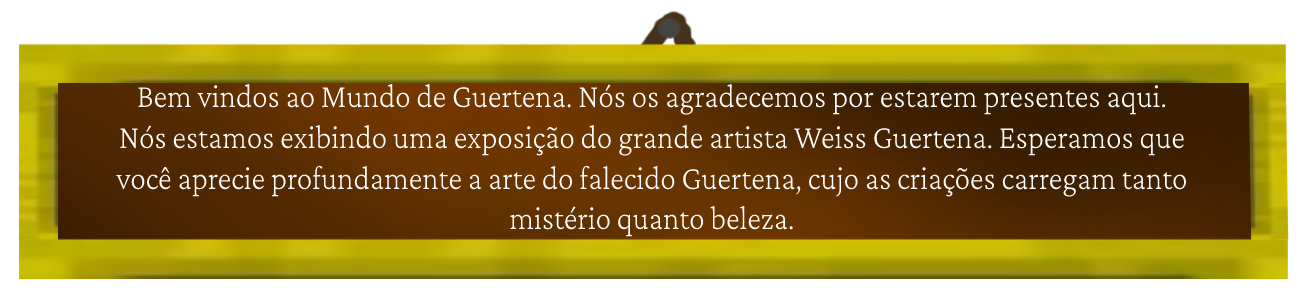 Bem vindos ao Mundo de Guertena. Nós os agradecemos por estarem presentes aqui.
Nós estamos exibindo uma exposição do grande artista Weiss Guertena. Esperamos que
você aprecie profundamente a arte do falecido Guertena, cujo as criações carregam tanto
mistério quanto beleza.